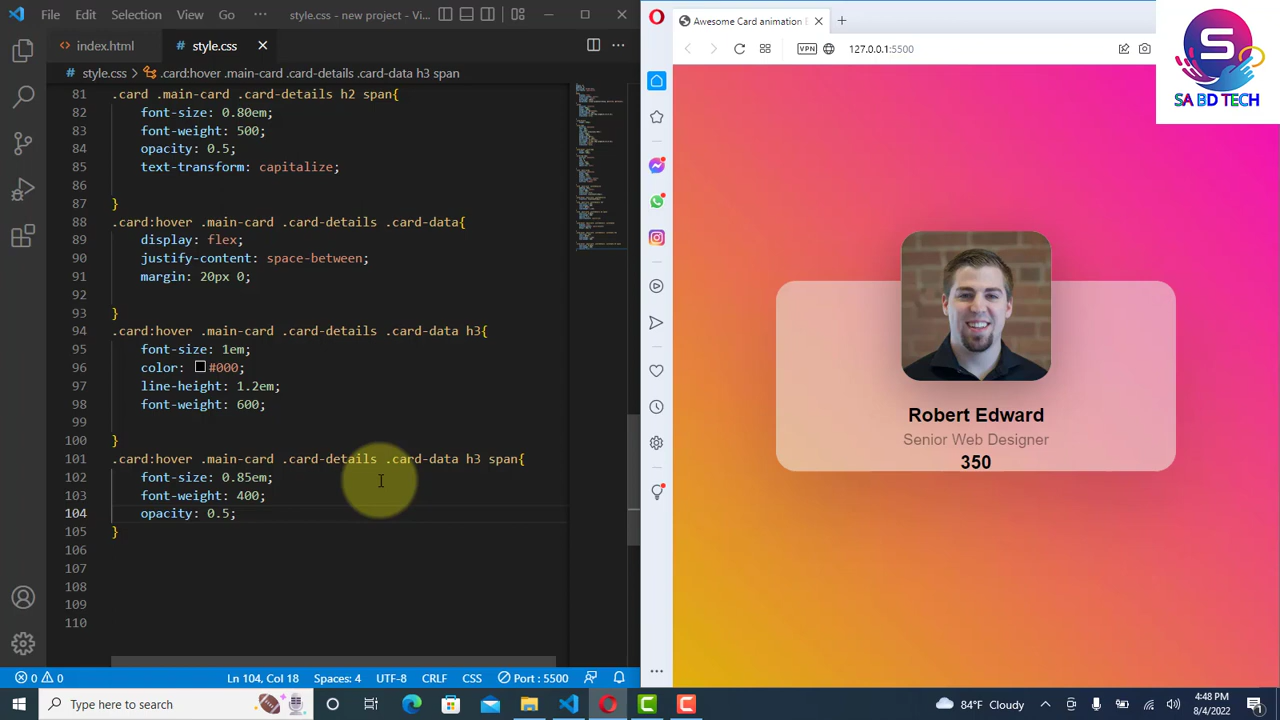 style.css - new project - Vi...
index.html
style.css
style.css > .card:hover .main-card .card-details .card-data h3 span
81 .card .main-card .card-details h2 span{
82 font-size: 0.80em;
83 font-weight: 300;
84 opacity: 0.5;
85 text-transform: capitalize;
86
87 }
88 .card:hover .main-card .card-details .card-data{
89 display: flex;
90 justify-content: space-between;
91 margin: 20px 0;
92
93 }
94 .card:hover .main-card .card-details .card-data h3{
95 font-size: 1em;
96 color: #000;
97 line-height: 1.2em;
98 font-weight: 600;
99
100 }
101 .card:hover .main-card .card-details .card-data h3 span{
102 font-size: 0.85em;
103 font-weight: 400;
104 opacity: 0.5;
105 }
106
107
108
109
110
0 0
Ln 104, Col 18
Spaces: 4
UTF-8
CRLF
CSS
Port : 5500
Awesome Card animation
VPN
127.0.0.1:5500
S
SA BD TECH
Robert Edward
Senior Web Designer
350
Type here to search
84°F Cloudy
4:48 PM
8/4/2022
1